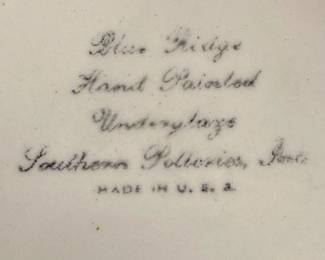 Blue Ridge
Hand Painted
Underglaze
Southern Potteries, Inc.
MADE IN U. S. A.